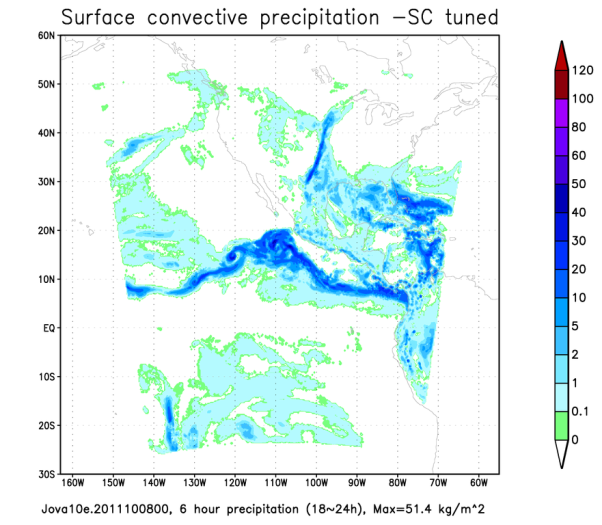 Surface convective precipitation −SC tuned
60N
50N
40N
30N
20N
10N
EQ
10S
20S
30S
160W 150W 140W 130W 120W 110W 100W 90W 80W 70W 60W
120
100
80
60
50
40
30
20
10
5
2
1
0.1
0
Jova10e.2011100800, 6 hour precipitation (18~24h), Max=51.4 kg/m^2